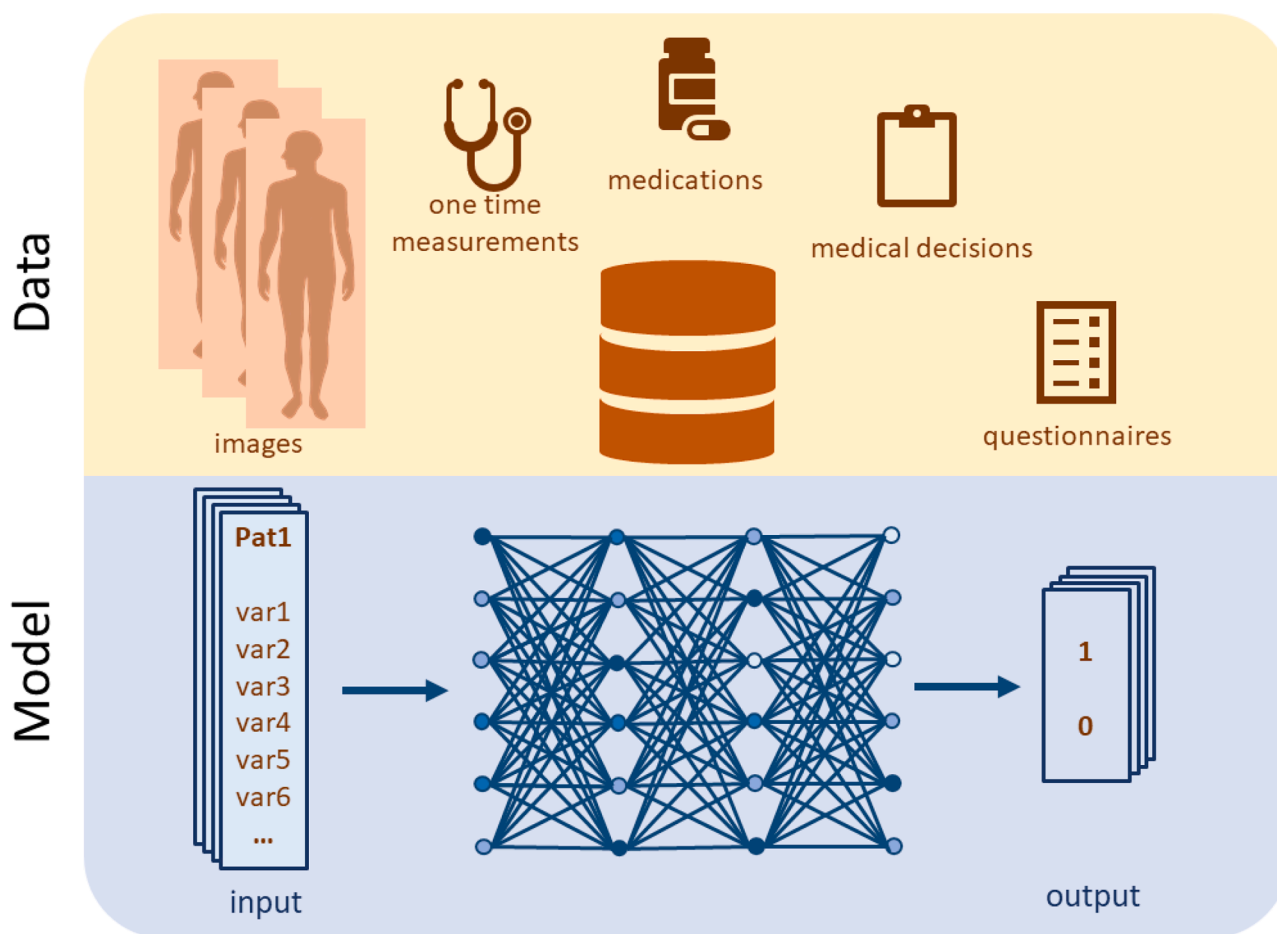 Data
images
one time
measurements
medications
medical decisions
questionnaires
Model
Pat1
var1
var2
var3
var4
var5
var6
...
input
1
0
output